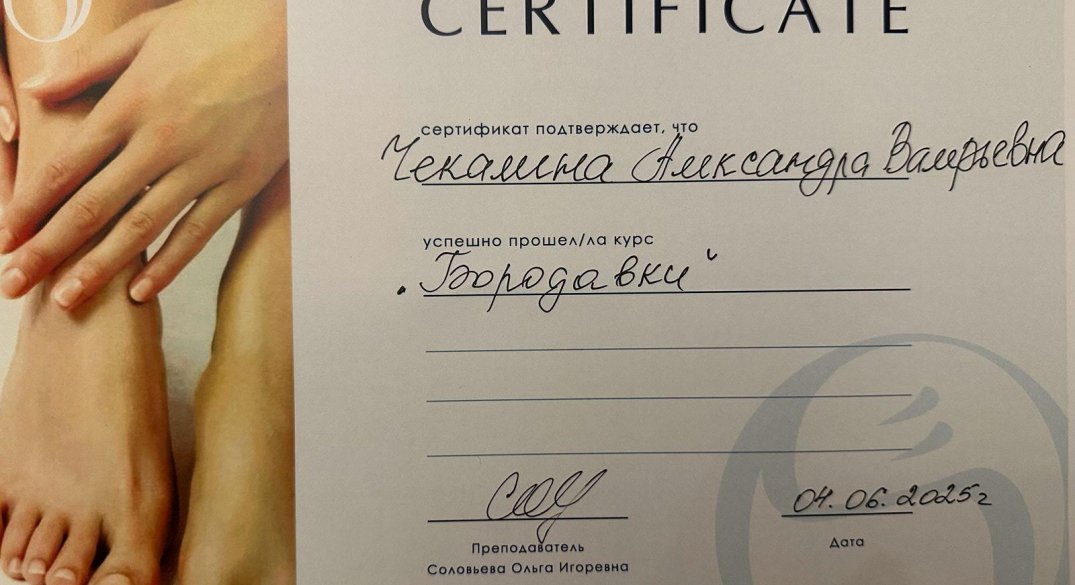 CERTIFICATE
сертификат подтверждает, что
Чекалина Александра Валерьевна
успешно прошел/ла курс
„Бородавки“
04.06.2025г
Преподаватель
Дата
Соловьева Ольга Игоревна